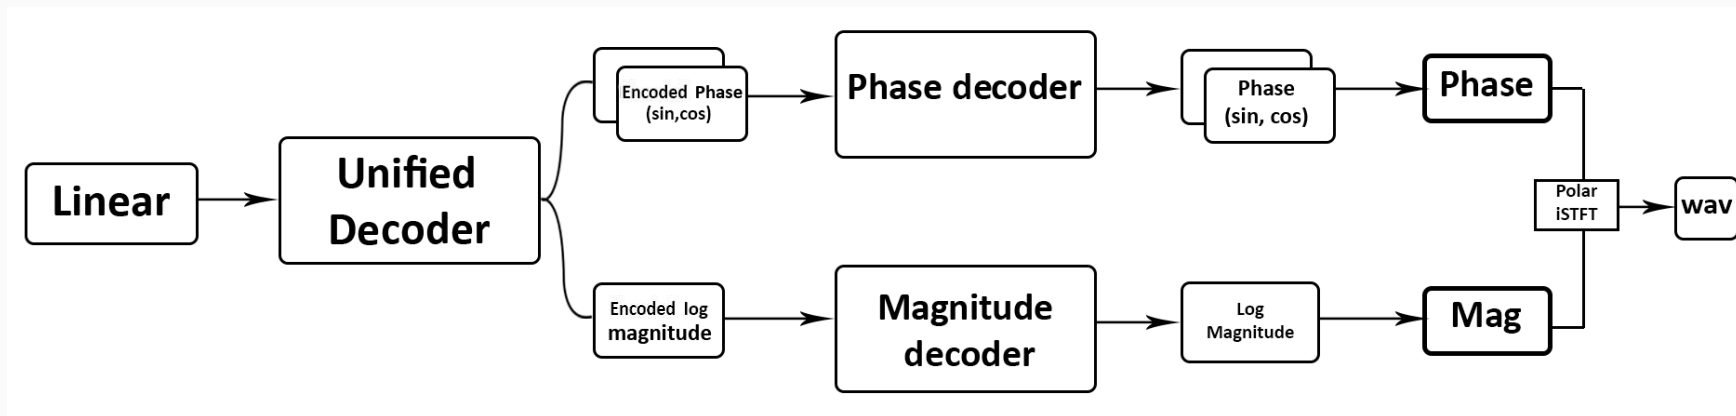 Linear
Unified
Decoder
Encoded Phase
(sin,cos)
Phase decoder
Phase
(sin, cos)
Phase
Polar
iSTFT
wav
Encoded log
magnitude
Magnitude
decoder
Log
Magnitude
Mag